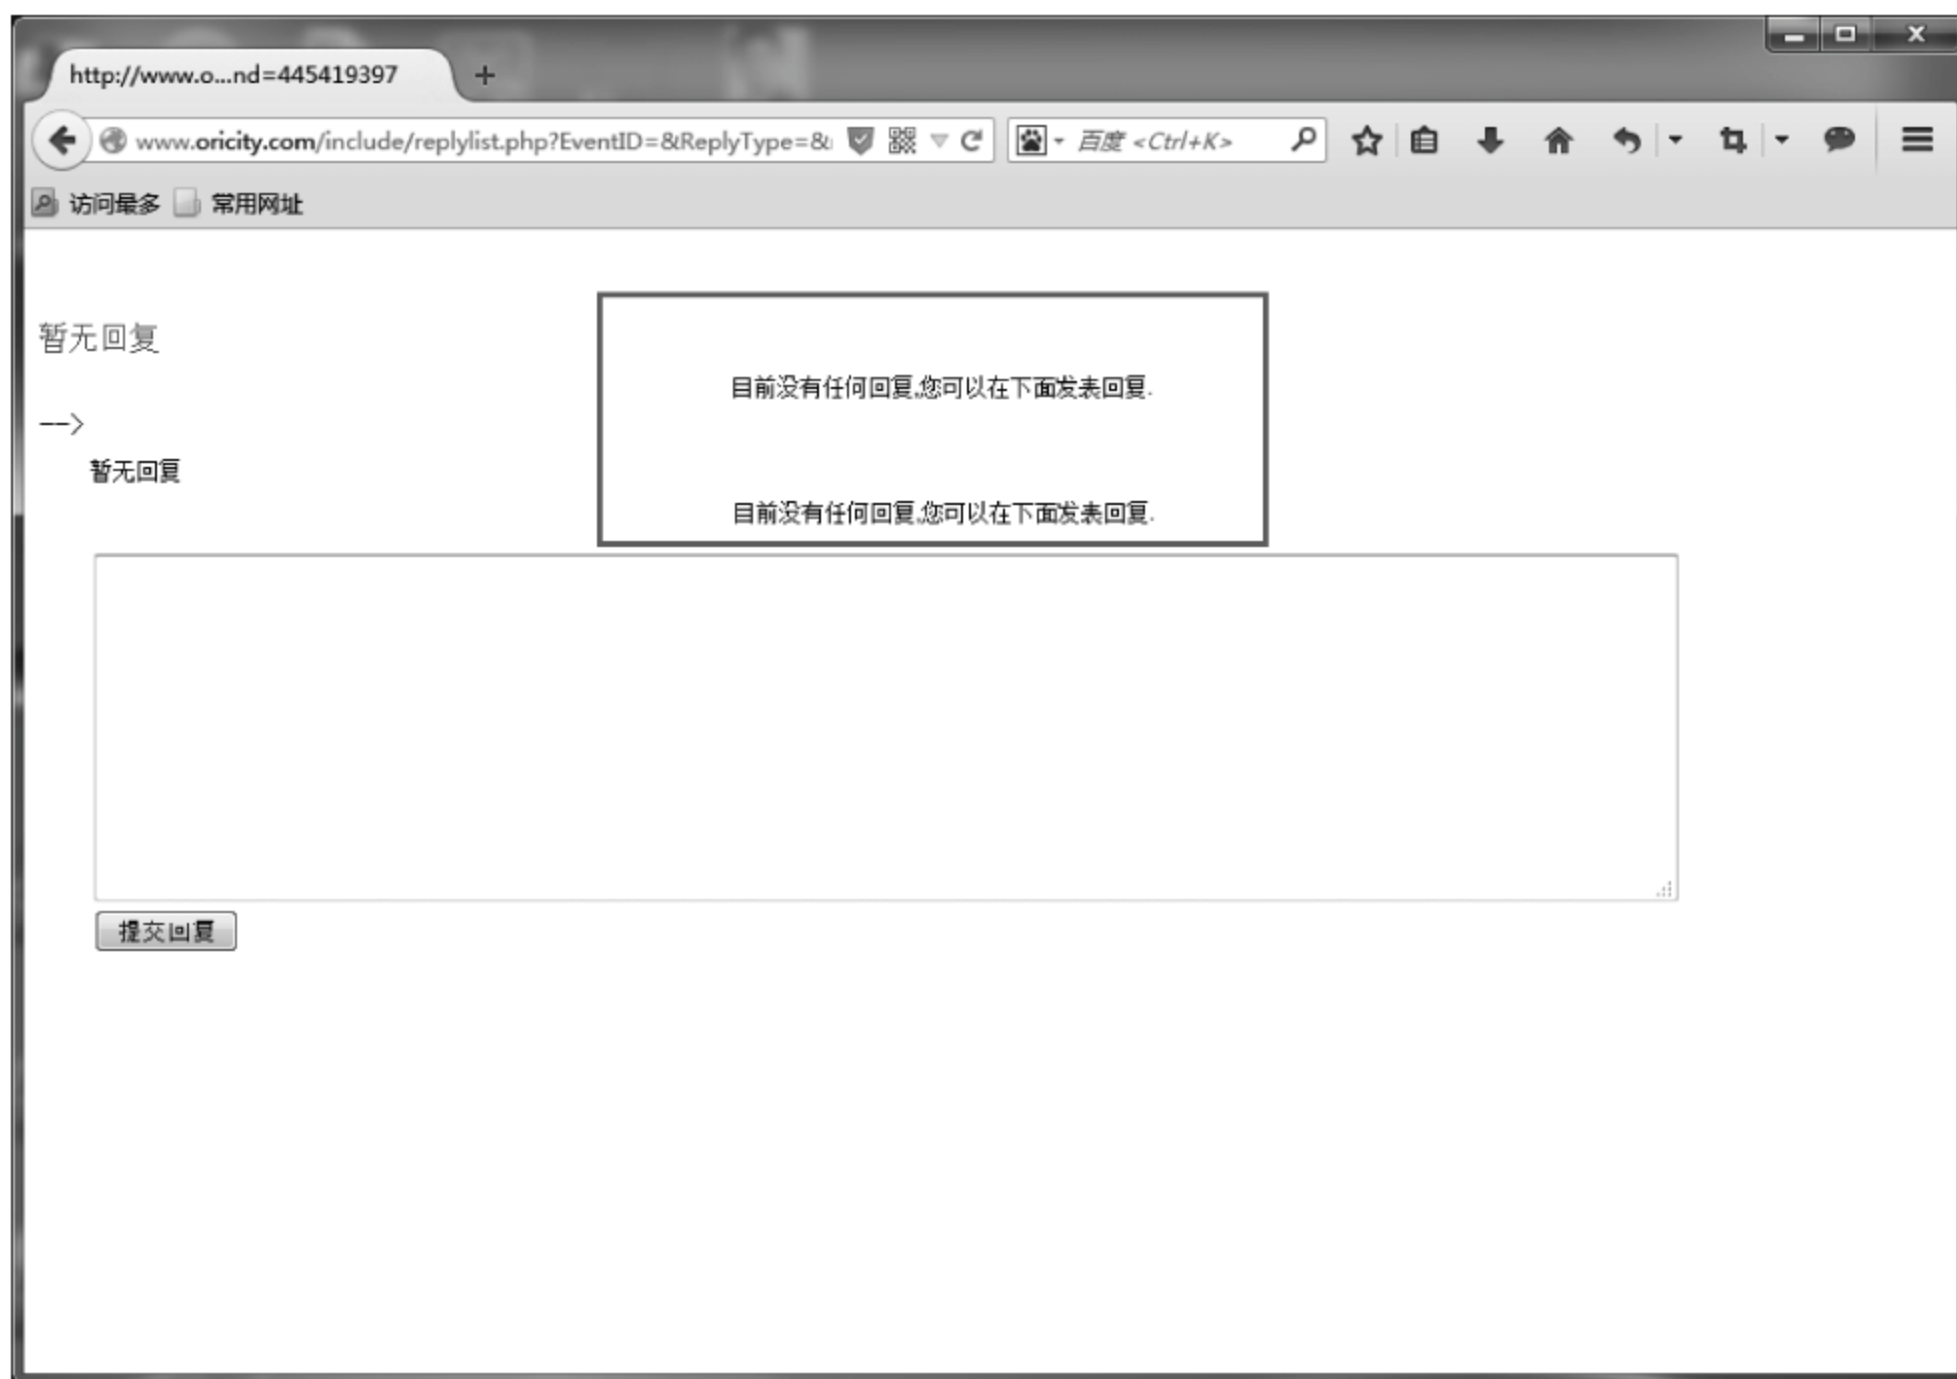 http://www.o...nd=445419397
www.oricity.com/include/replylist.php?EventID=&ReplyType=&
百度 <Ctrl+K>
访问最多 常用网址
暂无回复
目前没有任何回复,您可以在下面发表回复.
-->
暂无回复
目前没有任何回复,您可以在下面发表回复.
提交回复